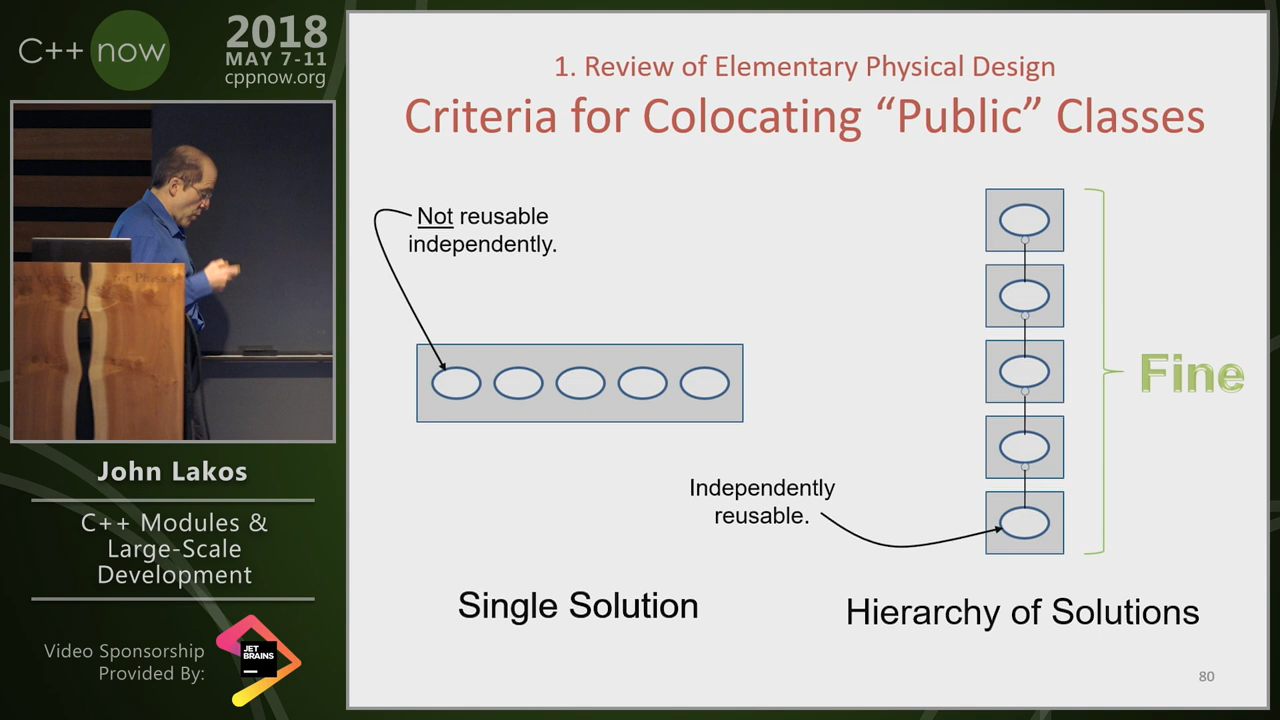 C++ now
2018
MAY 7-11
cppnow.org
John Lakos
C++ Modules &
Large-Scale
Development
Video Sponsorship
Provided By:
JET
BRAINS
1. Review of Elementary Physical Design
Criteria for Colocating “Public” Classes
Not reusable
independently.
Fine
Independently
reusable.
Single Solution
Hierarchy of Solutions
80